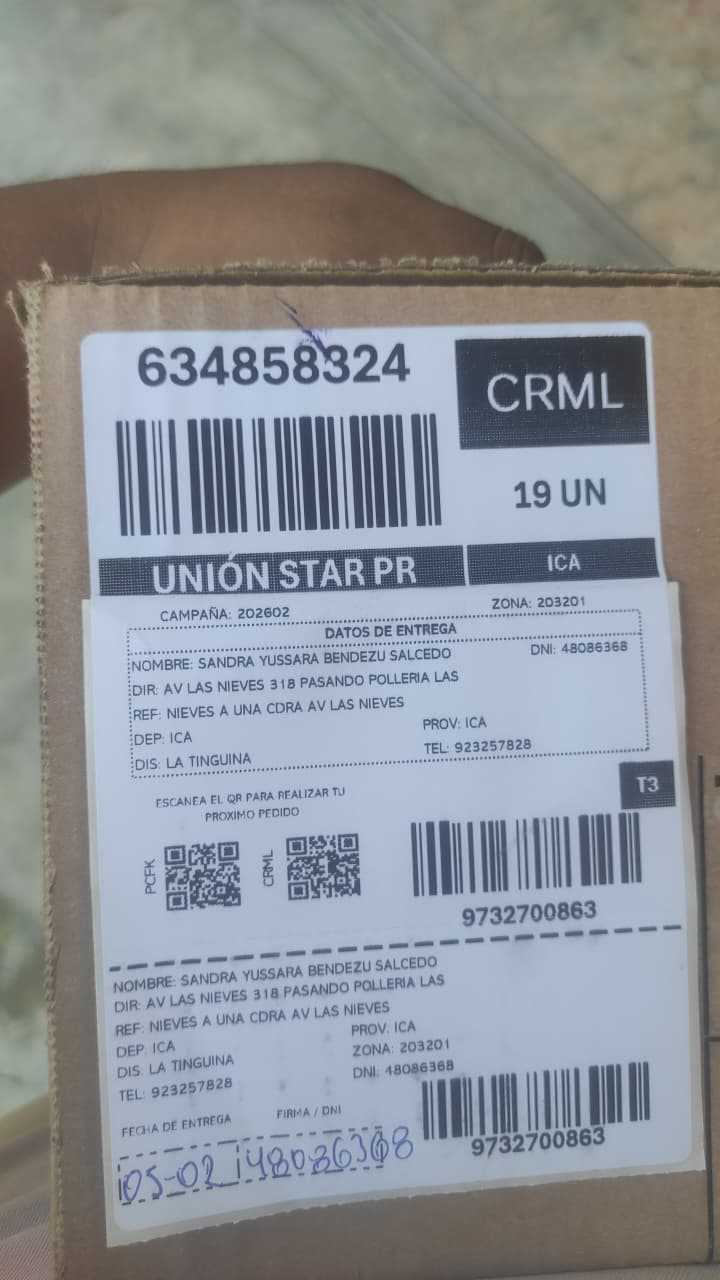 634858324
CRML
19 UN
UNIÓN STAR PR
ICA
CAMPAÑA: 202602
ZONA: 203201
DATOS DE ENTREGA
NOMBRE: SANDRA YUSSARA BENDEZU SALCEDO
DNI: 48086368
DIR: AV LAS NIEVES 318 PASANDO POLLERIA LAS
REF: NIEVES A UNA CDRA AV LAS NIEVES
DEP: ICA
PROV: ICA
DIS: LA TINGUINA
TEL: 923257828
T3
ESCANEA EL QR PARA REALIZAR TU
PROXIMO PEDIDO
PCFK
CRML
9732700863
NOMBRE: SANDRA YUSSARA BENDEZU SALCEDO
DIR: AV LAS NIEVES 318 PASANDO POLLERIA LAS
REF: NIEVES A UNA CDRA AV LAS NIEVES
DEP: ICA
PROV: ICA
DIS: LA TINGUINA
ZONA: 203201
TEL: 923257828
DNI: 48086368
FECHA DE ENTREGA
FIRMA / DNI
9732700863
05-02
48086368